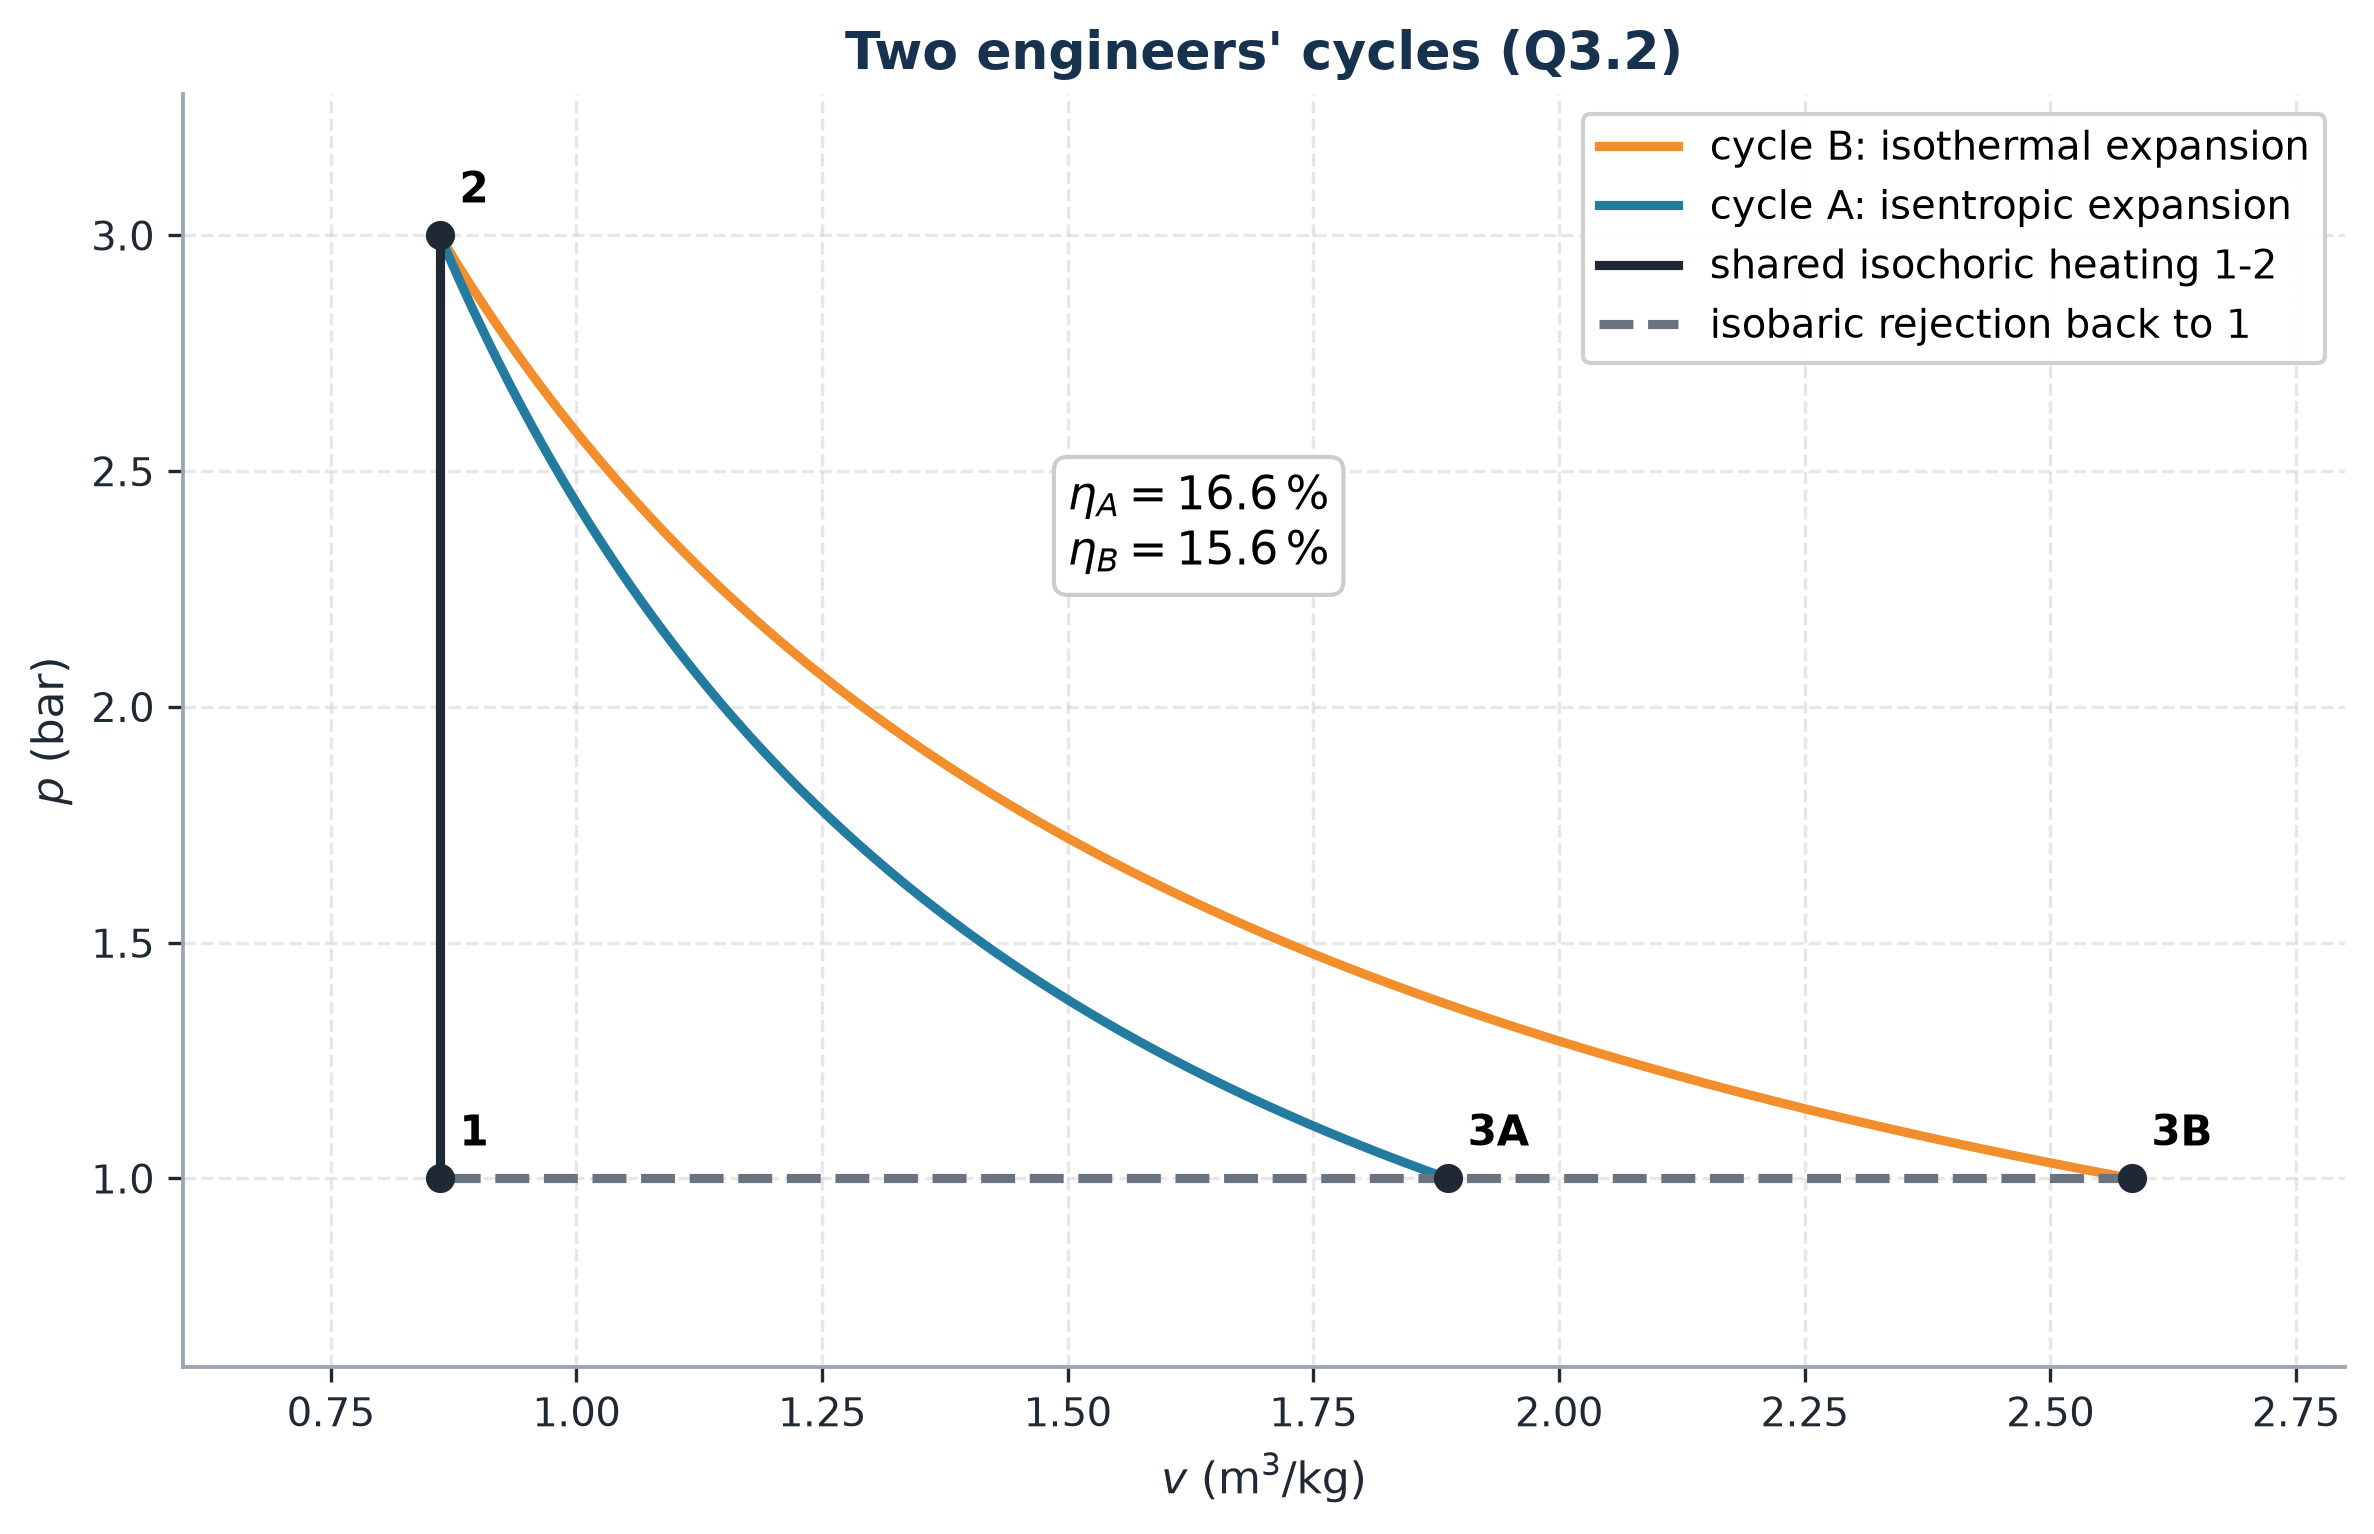 Two engineers' cycles (Q3.2)
cycle B: isothermal expansion
cycle A: isentropic expansion
shared isochoric heating 1-2
isobaric rejection back to 1
2
η_A = 16.6 %
η_B = 15.6 %
1
3A
3B
p (bar)
3.0
2.5
2.0
1.5
1.0
0.75 1.00 1.25 1.50 1.75 2.00 2.25 2.50 2.75
v (m³/kg)